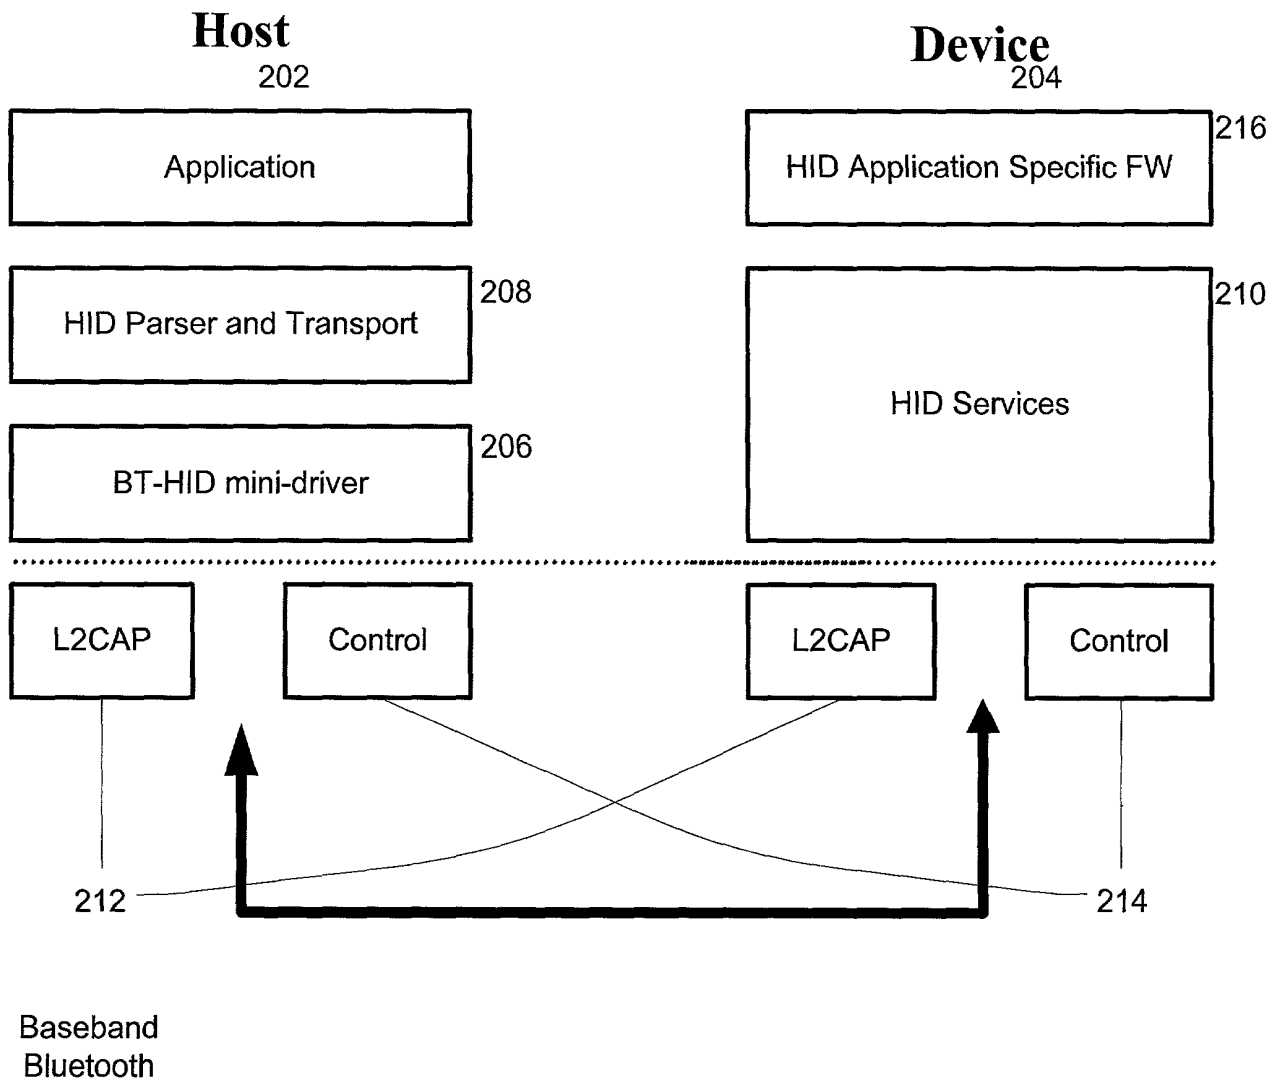 Host
202
Device
204
Application
HID Application Specific FW
216
HID Parser and Transport
208
HID Services
210
BT-HID mini-driver
206
L2CAP
Control
L2CAP
Control
212
214
Baseband
Bluetooth